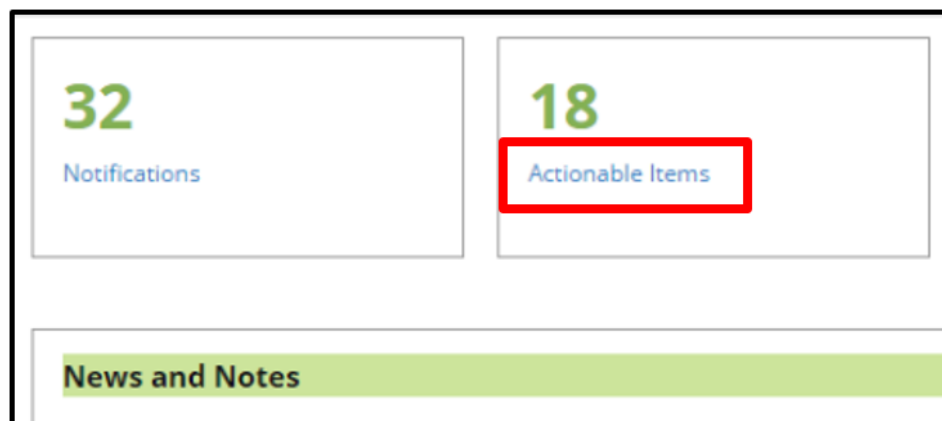 32
Notifications
18
Actionable Items
News and Notes